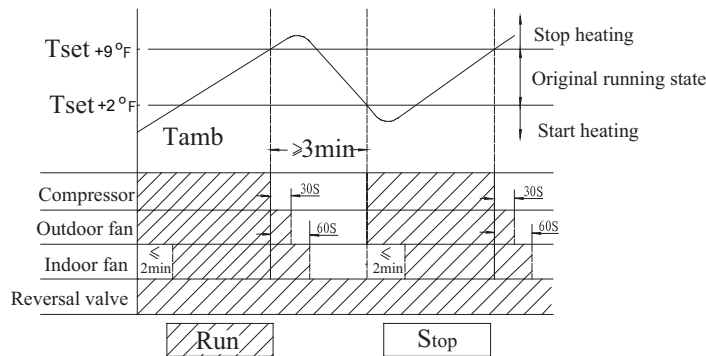 Tset +9°F
Stop heating
Original running state
Tset +2°F
Start heating
Tamb
≥3min
Compressor
30S
30S
Outdoor fan
60S
60S
Indoor fan
≤
2min
≤
2min
Reversal valve
Run
Stop